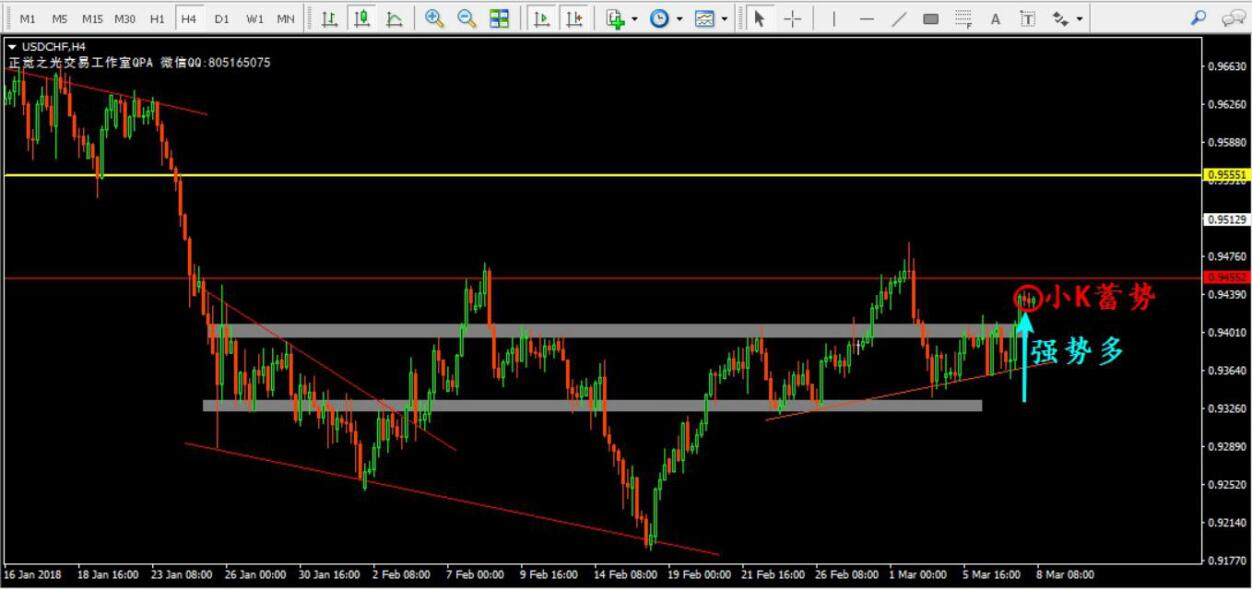 M1 M5 M15 M30 H1 H4 D1 W1 MN A T F
USDCHF,H4
正觉之光交易工作室QPA 微信QQ:805165075
0.96630
0.96260
0.95880
0.95551
0.95129
0.94760
0.94552
0.94390
小K蓄势
0.94010
强势多
0.93640
0.93260
0.92890
0.92520
0.92140
0.91770
16 Jan 2018 18 Jan 16:00 23 Jan 08:00 26 Jan 00:00 30 Jan 16:00 2 Feb 08:00 7 Feb 00:00 9 Feb 16:00 14 Feb 08:00 19 Feb 00:00 21 Feb 16:00 26 Feb 08:00 1 Mar 00:00 5 Mar 16:00 8 Mar 08:00